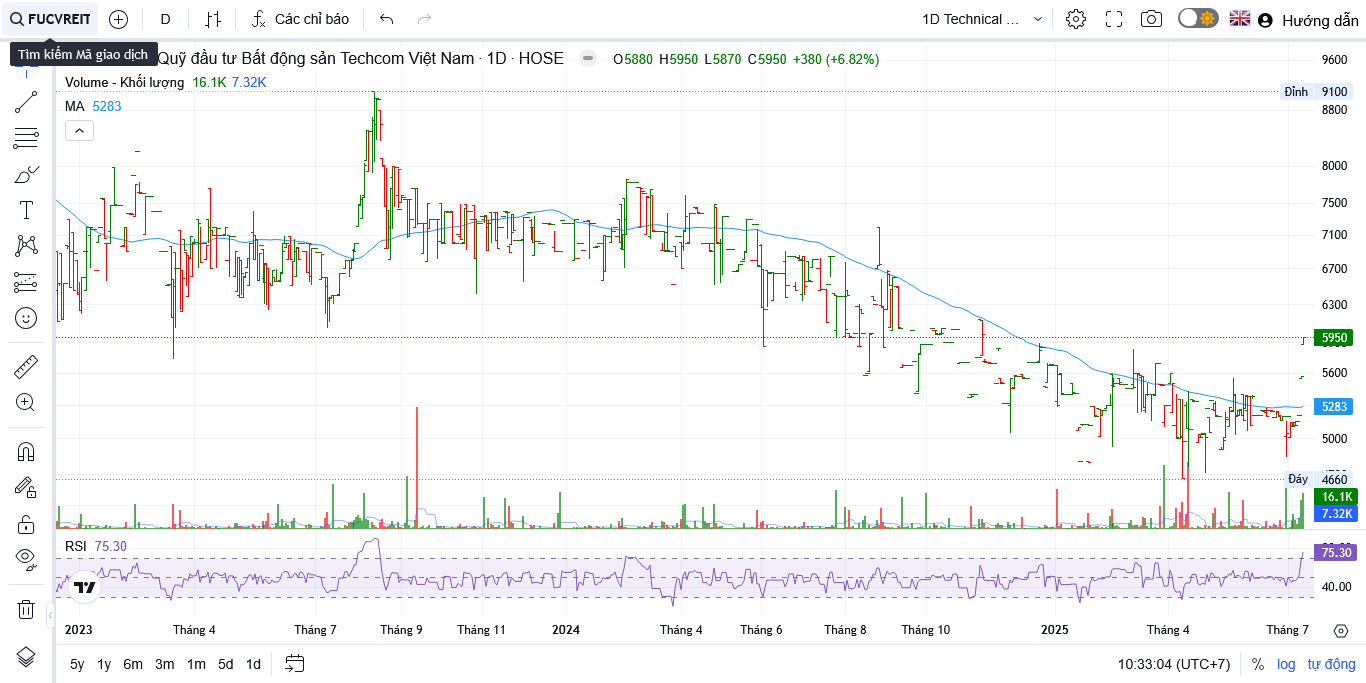 FUCVREIT D Các chỉ báo 1D Technical ... Hướng dẫn
Tìm kiếm Mã giao dịch
Quỹ đầu tư Bất động sản Techcom Việt Nam · 1D · HOSE O5880 H5950 L5870 C5950 +380 (+6.82%)
Volume - Khối lượng 16.1K 7.32K
MA 5283
9600
Đỉnh 9100
8800
8000
7500
7100
6700
6300
5950
5600
5283
5000
Đáy 4660
16.1K
7.32K
RSI 75.30
75.30
40.00
2023 Tháng 4 Tháng 7 Tháng 9 Tháng 11 2024 Tháng 4 Tháng 6 Tháng 8 Tháng 10 2025 Tháng 4 Tháng 7
5y 1y 6m 3m 1m 5d 1d 10:33:04 (UTC+7) % log tự động